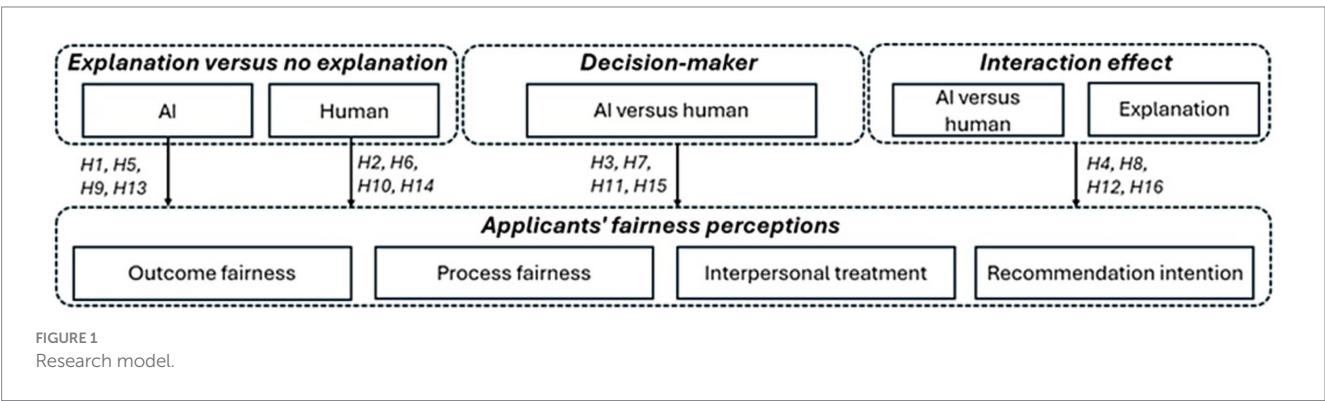 Explanation versus no explanation
AI
Human
Decision-maker
AI versus human
Interaction effect
AI versus
human
Explanation
H1, H5,
H9, H13
H2, H6,
H10, H14
H3, H7,
H11, H15
H4, H8,
H12, H16
Applicants' fairness perceptions
Outcome fairness
Process fairness
Interpersonal treatment
Recommendation intention
FIGURE 1
Research model.